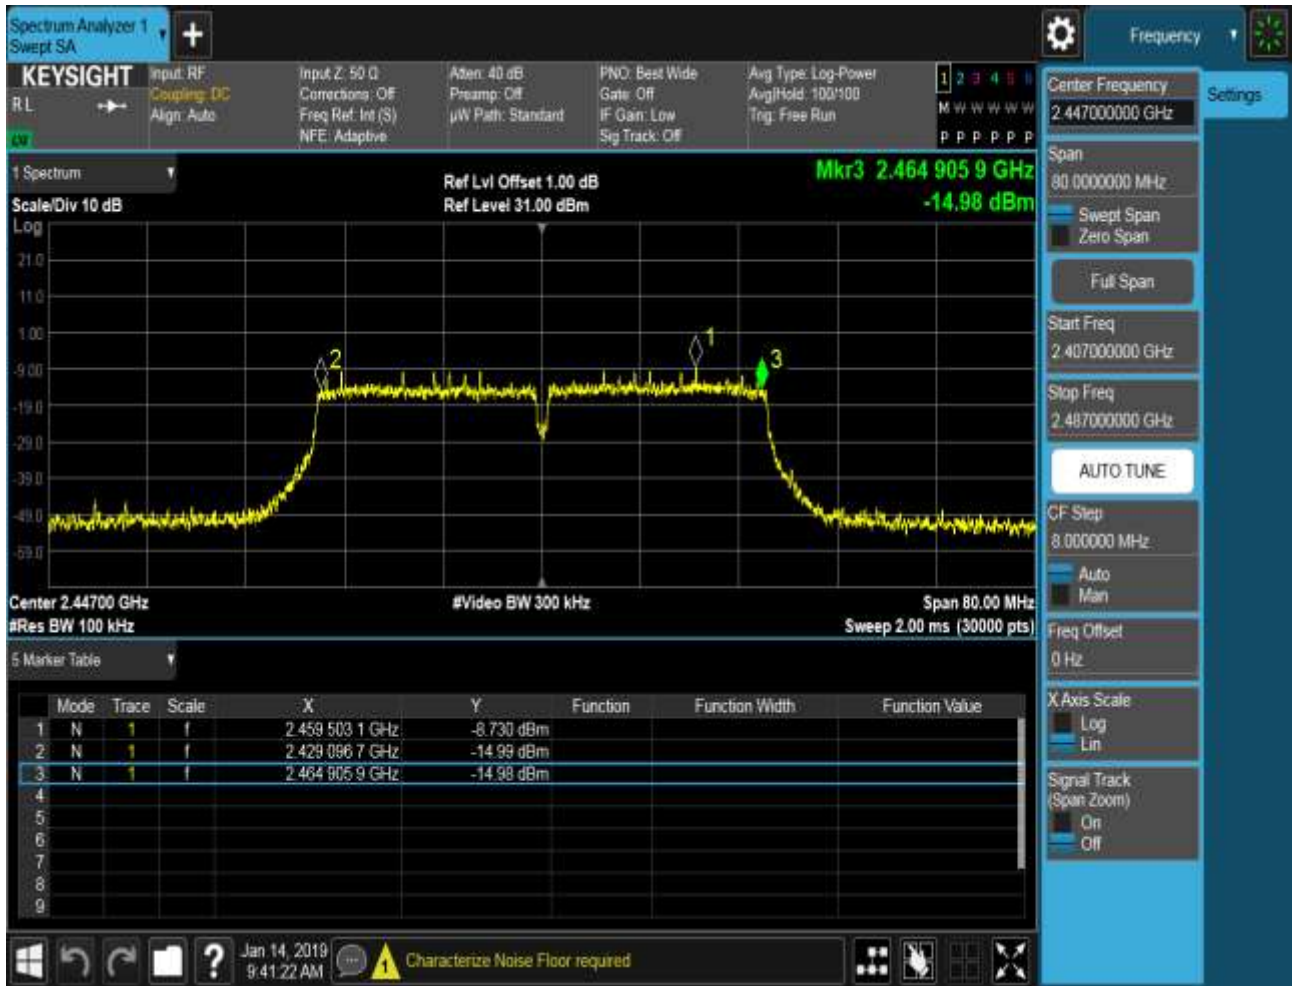 Spectrum Analyzer 1
Swept SA
Frequency
KEYSIGHT
R L
Input: RF
Coupling: DC
Align: Auto
Input Z: 50 Ω
Corrections: Off
Freq Ref: Int (S)
NFE: Adaptive
Atten: 40 dB
Preamp: Off
µW Path: Standard
PNO: Best Wide
Gate: Off
IF Gain: Low
Sig Track: Off
Avg Type: Log-Power
Avg|Hold: 100/100
Trig: Free Run
1 2 3 4 5 6
M W W W W W
P P P P P P
1 Spectrum
Scale/Div 10 dB
Ref Lvl Offset 1.00 dB
Ref Level 31.00 dBm
Mkr3 2.464 905 9 GHz
-14.98 dBm
Log
21.0
11.0
1.00
-9.00
-19.0
-29.0
-39.0
-49.0
-59.0
2
1
3
Center 2.44700 GHz
#Video BW 300 kHz
Span 80.00 MHz
#Res BW 100 kHz
Sweep 2.00 ms (30000 pts)
5 Marker Table
Mode Trace Scale X Y Function Function Width Function Value
1 N 1 f 2.459 503 1 GHz -8.730 dBm
2 N 1 f 2.429 096 7 GHz -14.99 dBm
3 N 1 f 2.464 905 9 GHz -14.98 dBm
4
5
6
7
8
9
Jan 14, 2019
9:41:22 AM
?
1
Characterize Noise Floor required
Settings
Center Frequency
2.447000000 GHz
Span
80.0000000 MHz
Swept Span
Zero Span
Full Span
Start Freq
2.407000000 GHz
Stop Freq
2.487000000 GHz
AUTO TUNE
CF Step
8.000000 MHz
Auto
Man
Freq Offset
0 Hz
X Axis Scale
Log
Lin
Signal Track
(Span Zoom)
On
Off